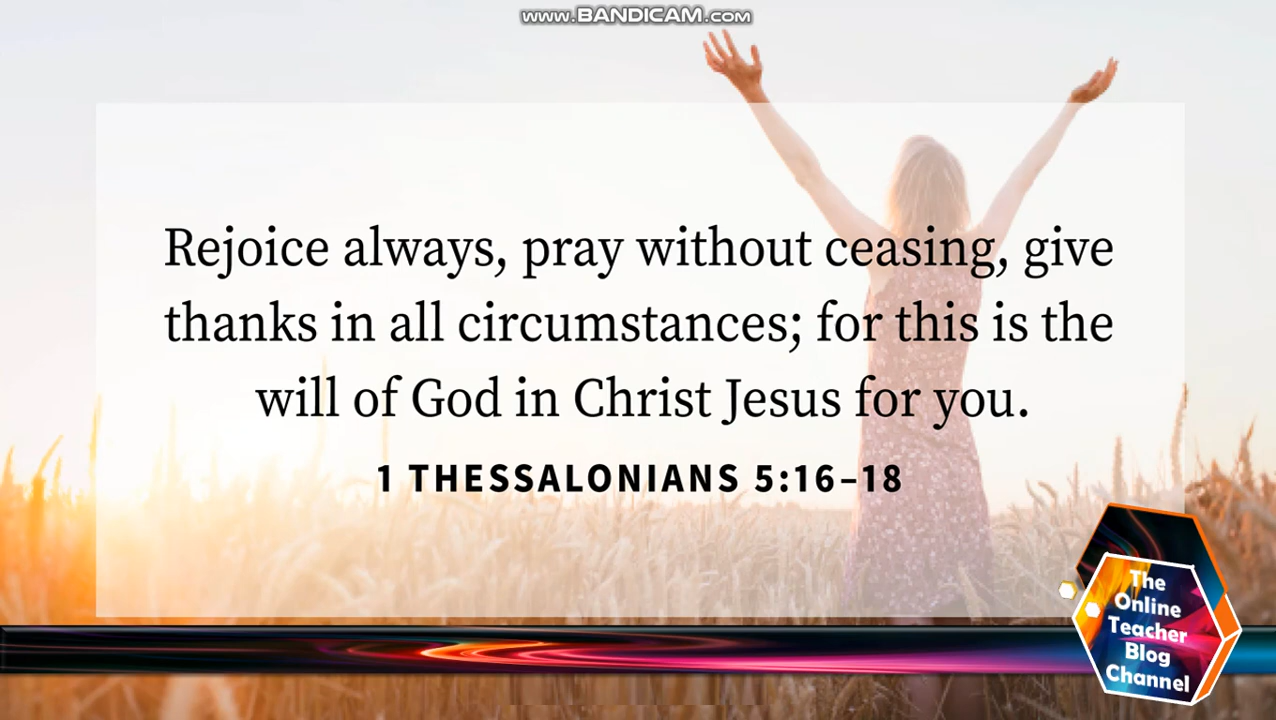 www.BANDICAM.com
Rejoice always, pray without ceasing, give
thanks in all circumstances; for this is the
will of God in Christ Jesus for you.
1 THESSALONIANS 5:16–18
The
Online
Teacher
Blog
Channel